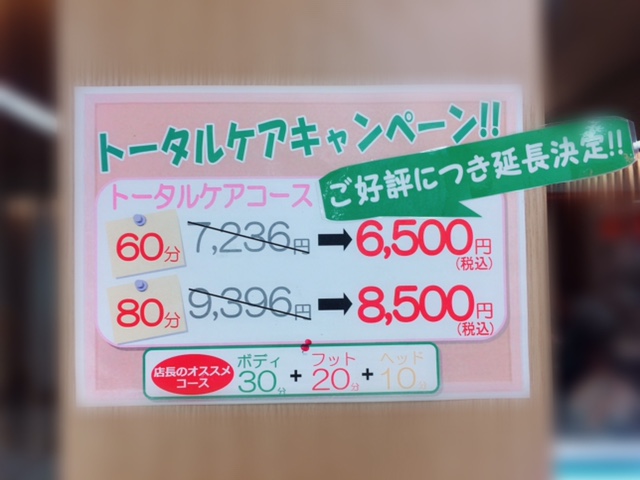 トータルケアキャンペーン!!
ご好評につき延長決定!!
トータルケアコース
60分 7,236円 ➡ 6,500円
(税込)
80分 9,396円 ➡ 8,500円
(税込)
店長のオススメ
コース
ボディ フット ヘッド
30分 + 20分 + 10分